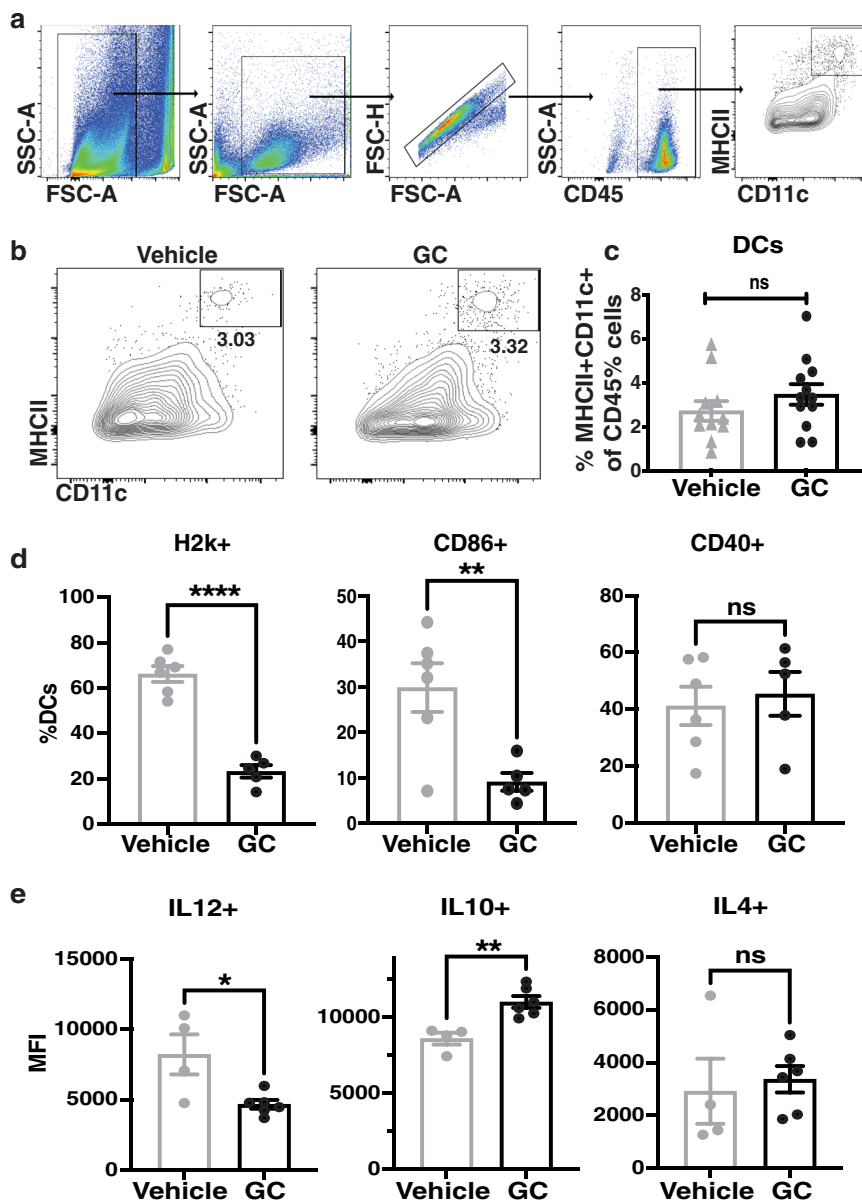 a
SSC-A
FSC-A
SSC-A
FSC-A
FSC-H
FSC-A
SSC-A
CD45
MHCII
CD11c
b
Vehicle
GC
3.03
3.32
MHCII
CD11c
c
DCs
ns
% MHCII+CD11c+
of CD45% cells
8
6
4
2
0
Vehicle
GC
d
H2k+
****
%DCs
100
80
60
40
20
0
Vehicle
GC
CD86+
**
50
40
30
20
10
0
Vehicle
GC
CD40+
ns
80
60
40
20
0
Vehicle
GC
e
IL12+
*
MFI
15000
10000
5000
0
Vehicle
GC
IL10+
**
10000
5000
0
Vehicle
GC
IL4+
ns
8000
6000
4000
2000
0
Vehicle
GC